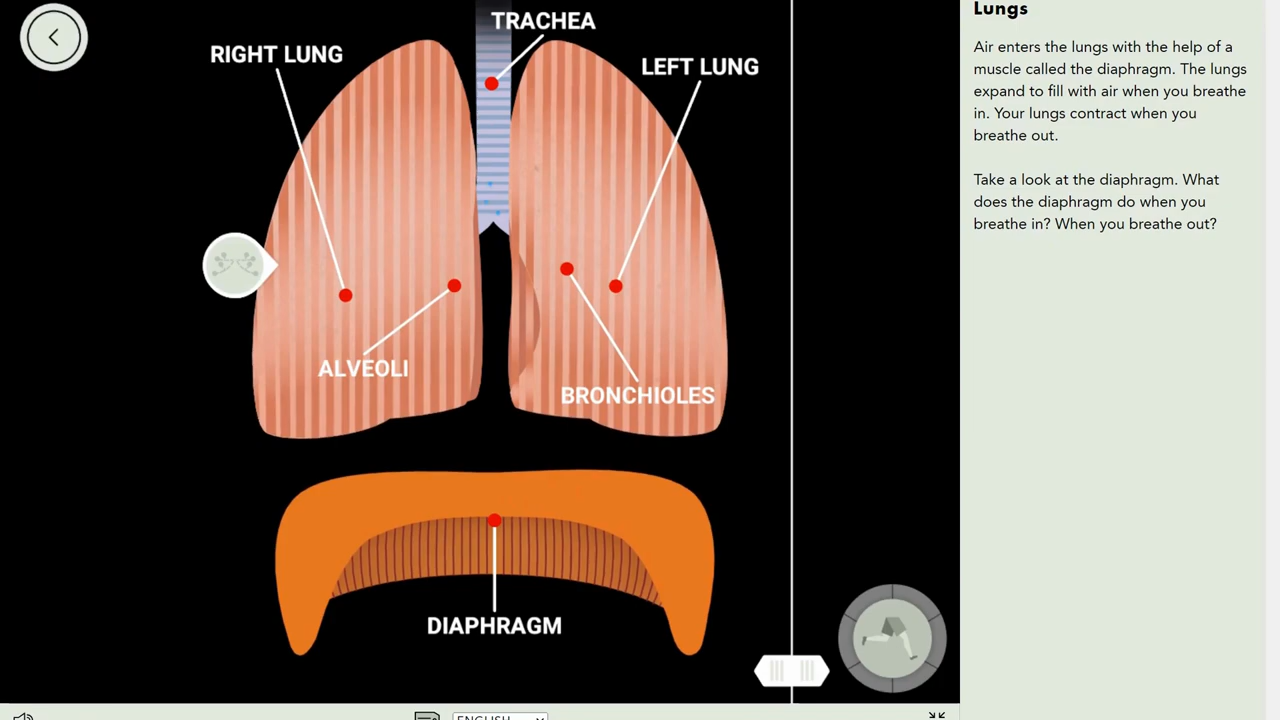 TRACHEA
RIGHT LUNG
LEFT LUNG
ALVEOLI
BRONCHIOLES
DIAPHRAGM
ENGLISH
Lungs
Air enters the lungs with the help of a
muscle called the diaphragm. The lungs
expand to fill with air when you breathe
in. Your lungs contract when you
breathe out.
Take a look at the diaphragm. What
does the diaphragm do when you
breathe in? When you breathe out?